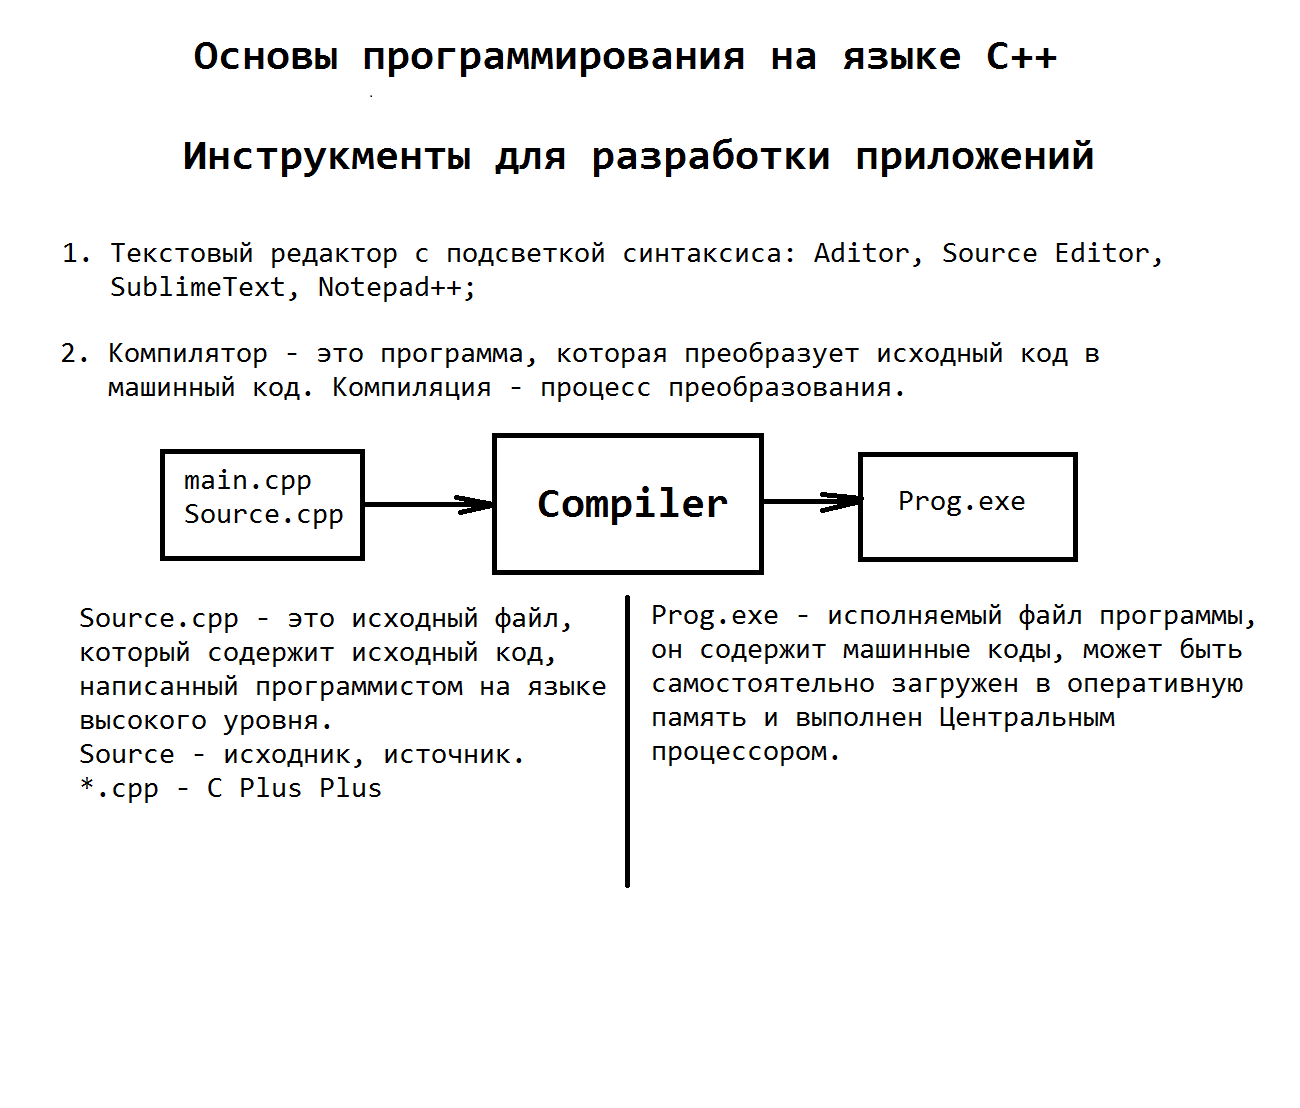 Основы программирования на языке C++
Инструкменты для разработки приложений
1. Текстовый редактор с подсветкой синтаксиса: Aditor, Source Editor,
SublimeText, Notepad++;
2. Компилятор - это программа, которая преобразует исходный код в
машинный код. Компиляция - процесс преобразования.
main.cpp
Source.cpp
Compiler
Prog.exe
Source.cpp - это исходный файл,
который содержит исходный код,
написанный программистом на языке
высокого уровня.
Source - исходник, источник.
*.cpp - C Plus Plus
Prog.exe - исполняемый файл программы,
он содержит машинные коды, может быть
самостоятельно загружен в оперативную
память и выполнен Центральным
процессором.